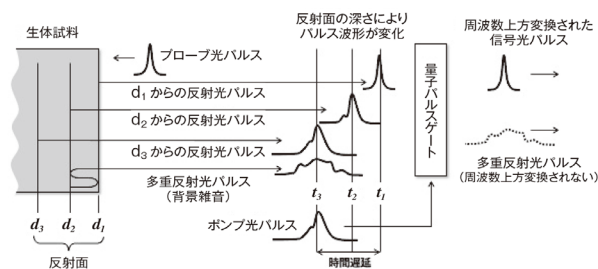 生体試料
プローブ光パルス
反射面の深さにより
パルス波形が変化
周波数上方変換された
信号光パルス
d1 からの反射光パルス
d2 からの反射光パルス
d3 からの反射光パルス
多重反射光パルス
(背景雑音)
量子パルスゲート
多重反射光パルス
(周波数上方変換されない)
t3 t2 t1
d3 d2 d1
反射面
ポンプ光パルス
時間遅延